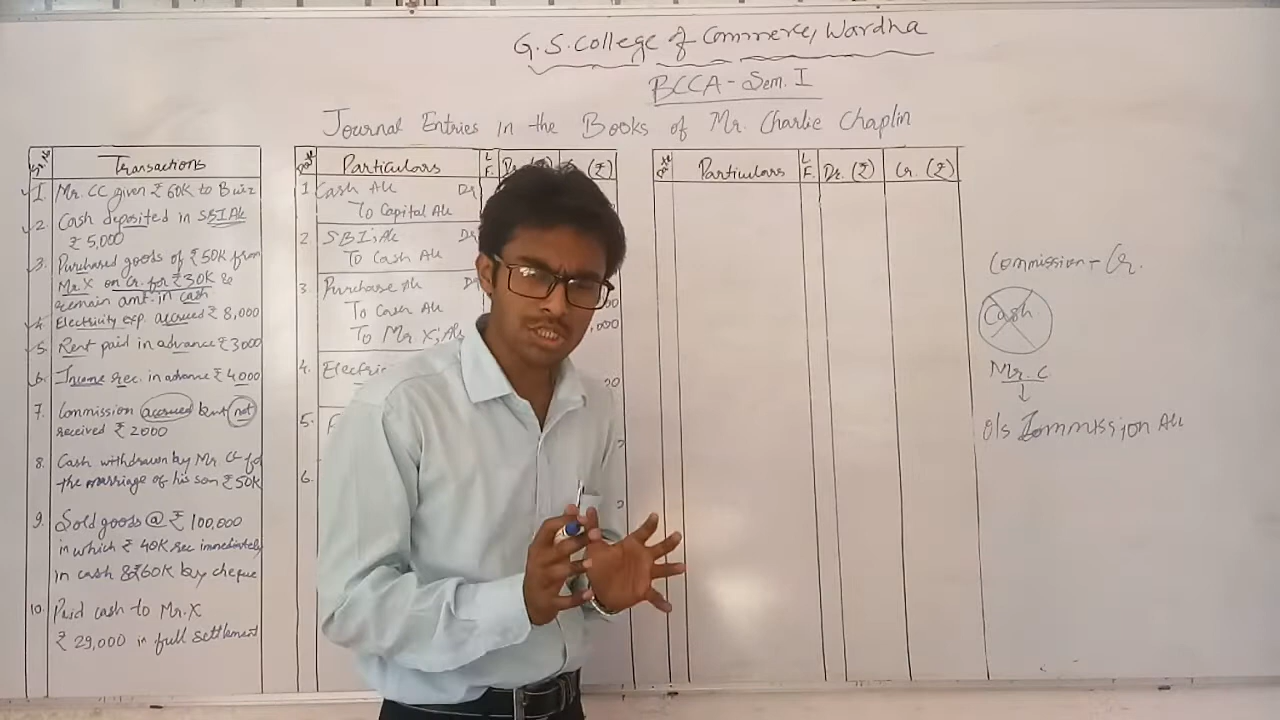 G.S. College of Commerce, Wardha
BCCA - Sem. I
Journal Entries in the Books of Mr. Charlie Chaplin
Sr. No
Transactions
1. Mr. CC given ₹ 60K to Buiz
2. Cash deposited in SBI A/c
₹ 5,000
3. Purchased goods of ₹50K from
Mr. X on Cr. for ₹30K &
remain amt. in cash
4. Electricity exp. accrued ₹ 8,000
5. Rent paid in advance ₹3000
6. Income rec. in advance ₹4000
7. Commission accrued but not
received ₹ 2000
8. Cash withdrawn by Mr. CC for
the marriage of his son ₹50K
9. Sold goods @ ₹ 100,000
in which ₹ 40K rec immediately
in cash & ₹60K by cheque
10. Paid cash to Mr. X
₹ 29,000 in full settlement
Date
Particulars
L.F.
Dr. (₹)
(₹)
1 Cash A/c Dr
To Capital A/c
2 SBI's A/c Dr
To Cash A/c
3 Purchase A/c Dr
To Cash A/c
To Mr. X's A/c
,000
4. Electric
5.
6.
Date
Particulars
L.F.
Dr. (₹)
Cr. (₹)
Commission - Cr.
Cash
Mr. C
↓
o/s Commission A/c